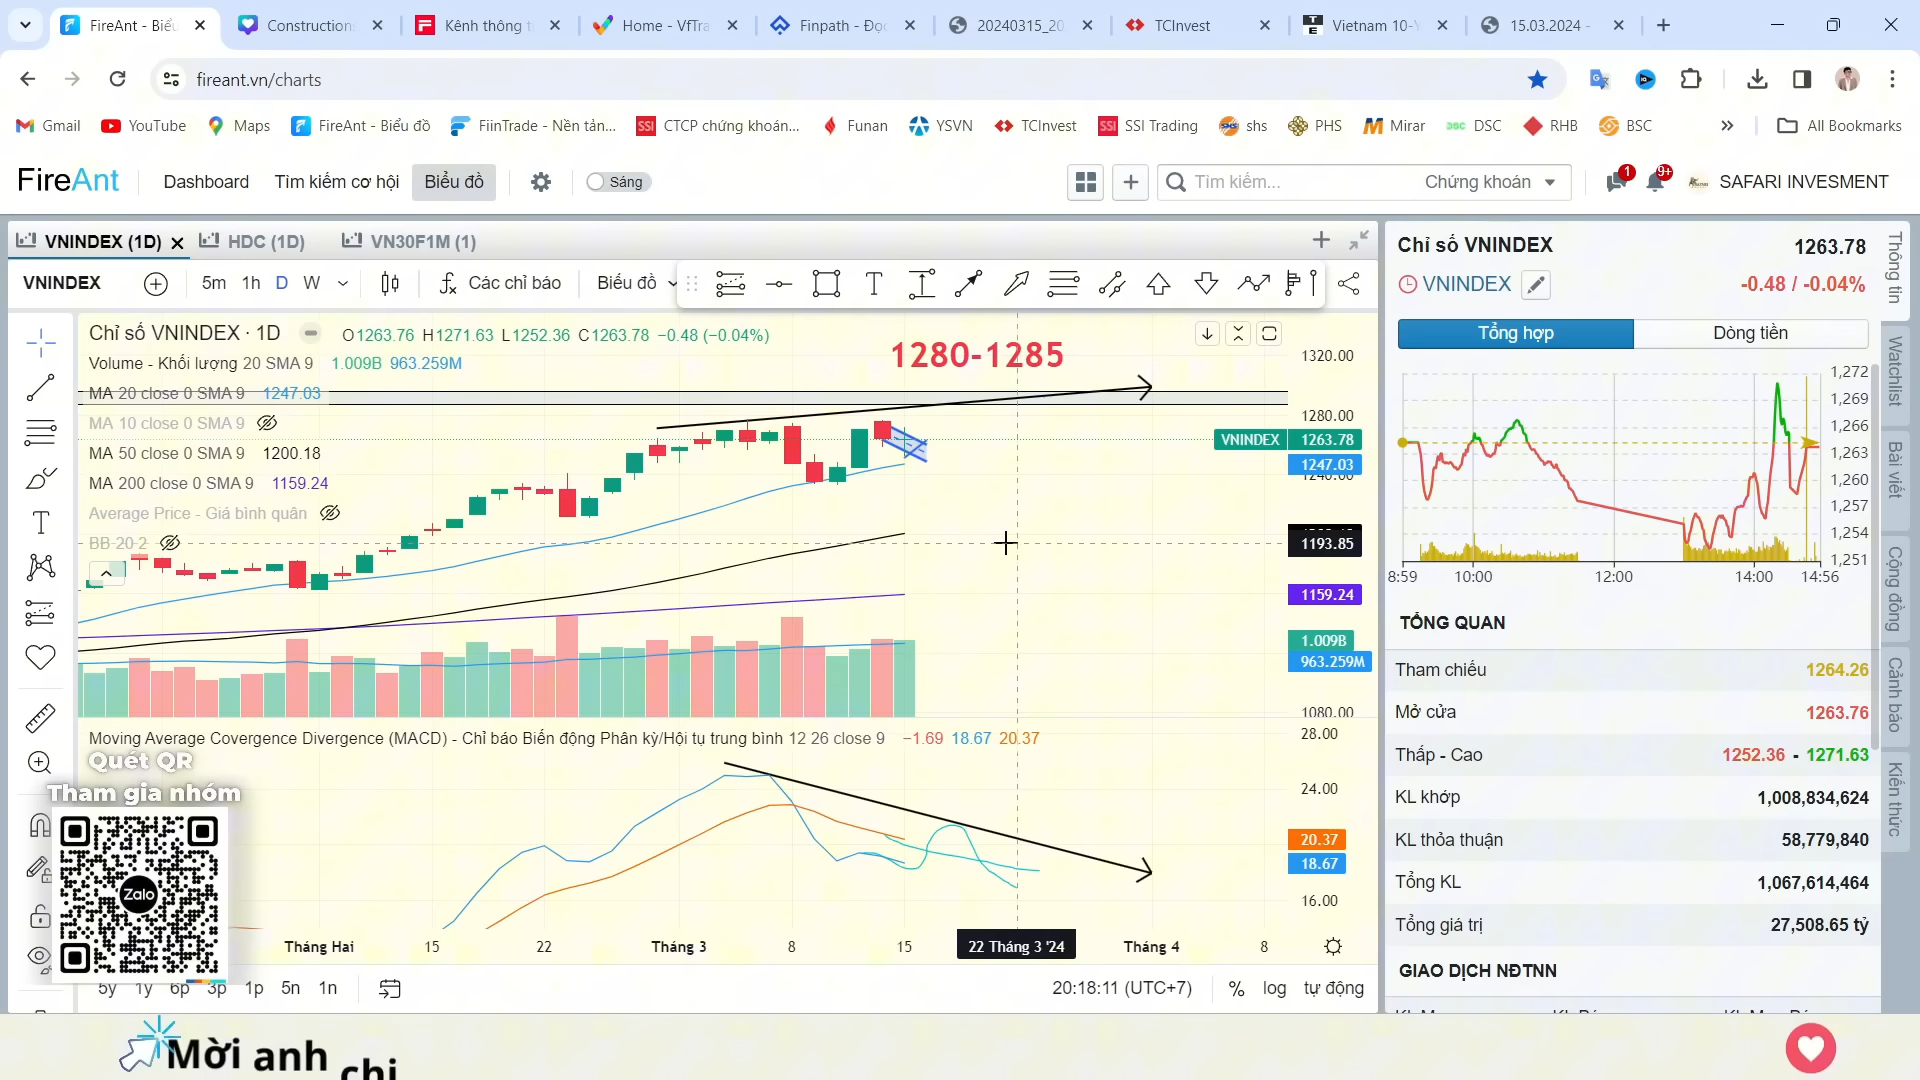 FireAnt - Biểu
Constructions
Kênh thông t
Home - VfTra
Finpath - Đọc
20240315_20
TCInvest
Vietnam 10-Y
15.03.2024 -
fireant.vn/charts
Gmail
YouTube
Maps
FireAnt - Biểu đồ
FiinTrade - Nền tản...
SSI CTCP chứng khoán...
Funan
YSVN
TCInvest
SSI SSI Trading
shs
PHS
Mirar
DSC
RHB
BSC
All Bookmarks
FireAnt
Dashboard
Tìm kiếm cơ hội
Biểu đồ
Sáng
Tìm kiếm...
Chứng khoán
1
9+
SAFARI INVESMENT
VNINDEX (1D)
HDC (1D)
VN30F1M (1)
VNINDEX
5m 1h D W
Các chỉ báo
Biểu đồ
Chỉ số VNINDEX · 1D
O1263.76 H1271.63 L1252.36 C1263.78 −0.48 (−0.04%)
Volume - Khối lượng 20 SMA 9 1.009B 963.259M
MA 20 close 0 SMA 9 1247.03
MA 10 close 0 SMA 9
MA 50 close 0 SMA 9 1200.18
MA 200 close 0 SMA 9 1159.24
Average Price - Giá bình quân
BB 20 2
1280-1285
1320.00
1280.00
VNINDEX 1263.78
1247.03
1240.00
1193.85
1159.24
1.009B
963.259M
1080.00
Moving Average Covergence Divergence (MACD) - Chỉ báo Biến động Phân kỳ/Hội tụ trung bình 12 26 close 9 −1.69 18.67 20.37
28.00
24.00
20.37
18.67
16.00
Quét QR
Tham gia nhóm
Zalo
Tháng Hai 15 22 Tháng 3 8 15 22 Tháng 3 '24 Tháng 4 8
5y 1y 6p 3p 1p 5n 1n
20:18:11 (UTC+7)
% log tự động
Chỉ số VNINDEX
1263.78
VNINDEX
-0.48 / -0.04%
Tổng hợp
Dòng tiền
1,272
1,269
1,266
1,263
1,260
1,257
1,254
1,251
8:59 10:00 12:00 14:00 14:56
TỔNG QUAN
Tham chiếu 1264.26
Mở cửa 1263.76
Thấp - Cao 1252.36 - 1271.63
KL khớp 1,008,834,624
KL thỏa thuận 58,779,840
Tổng KL 1,067,614,464
Tổng giá trị 27,508.65 tỷ
GIAO DỊCH NĐTNN
Thông tin
Watchlist
Bài viết
Cộng đồng
Cảnh báo
Kiến thức
Mời anh
chị